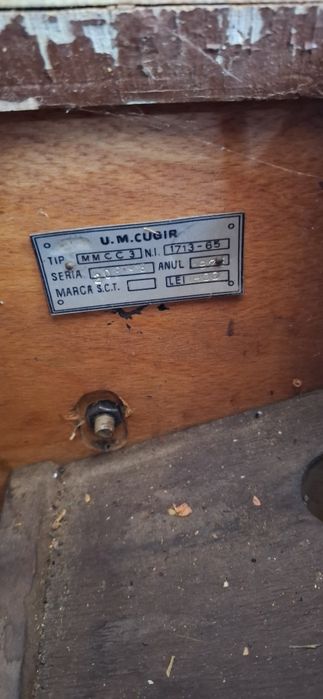 U.M.CUGIR
TIP MMCC3 N.I. 1713-65
SERIA ANUL
MARCA S.C.T. LEI